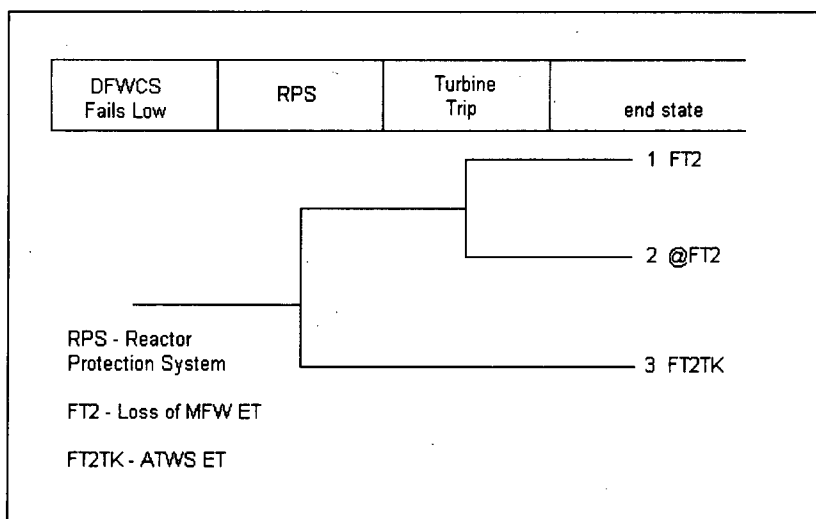 DFWCS
Fails Low
RPS
Turbine
Trip
end state
1 FT2
2 @FT2
3 FT2TK
RPS - Reactor
Protection System
FT2 - Loss of MFW ET
FT2TK - ATWS ET